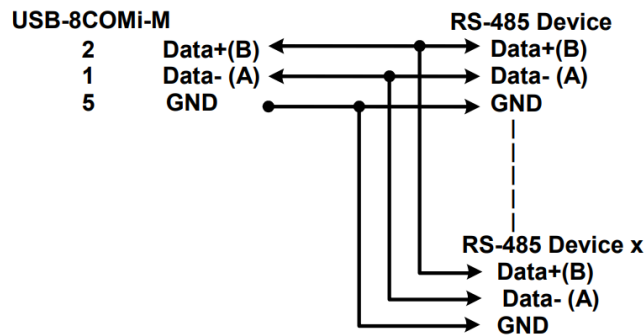 USB-8COMi-M RS-485 Device
2 Data+(B) Data+(B)
1 Data- (A) Data- (A)
5 GND GND
RS-485 Device x
Data+(B)
Data- (A)
GND